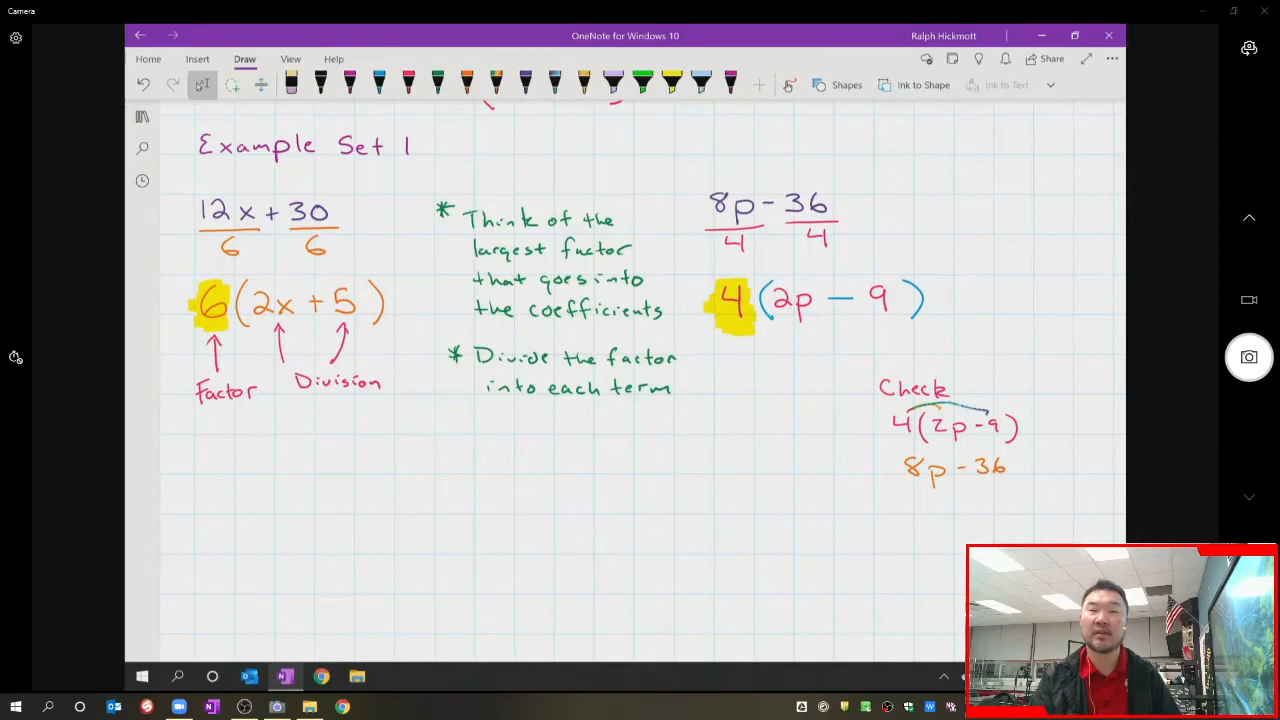 Camera
OneNote for Windows 10
Ralph Hickmott
Home
Insert
Draw
View
Help
Shapes
Ink to Shape
Ink to Text
Share
Example Set 1
12x + 30
6 6
6(2x + 5)
Factor
Division
* Think of the
largest factor
that goes into
the coefficients
* Divide the factor
into each term
8p - 36
4 4
4(2p - 9)
Check
4(2p - 9)
8p - 36